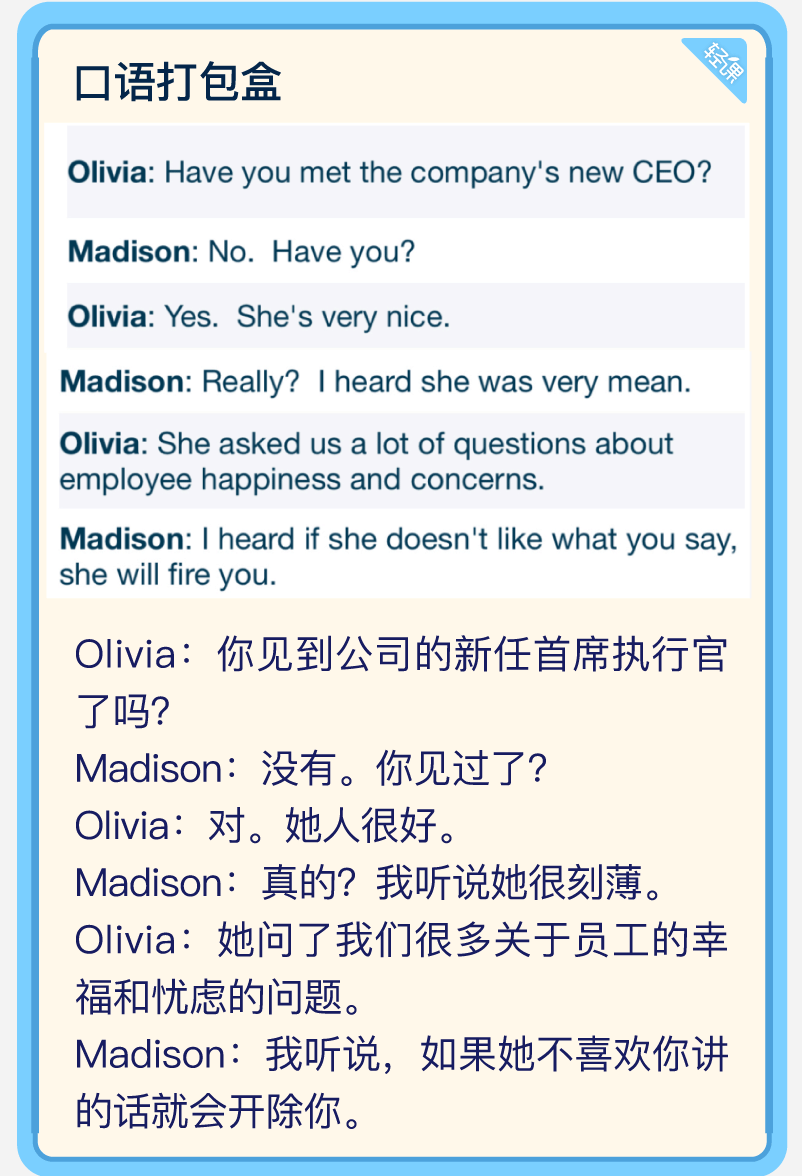 口语打包盒
轻课
Olivia: Have you met the company's new CEO?
Madison: No.  Have you?
Olivia: Yes.  She's very nice.
Madison: Really?  I heard she was very mean.
Olivia: She asked us a lot of questions about
employee happiness and concerns.
Madison: I heard if she doesn't like what you say,
she will fire you.
Olivia：你见到公司的新任首席执行官
了吗？
Madison：没有。你见过了？
Olivia：对。她人很好。
Madison：真的？我听说她很刻薄。
Olivia：她问了我们很多关于员工的幸
福和忧虑的问题。
Madison：我听说，如果她不喜欢你讲
的话就会开除你。